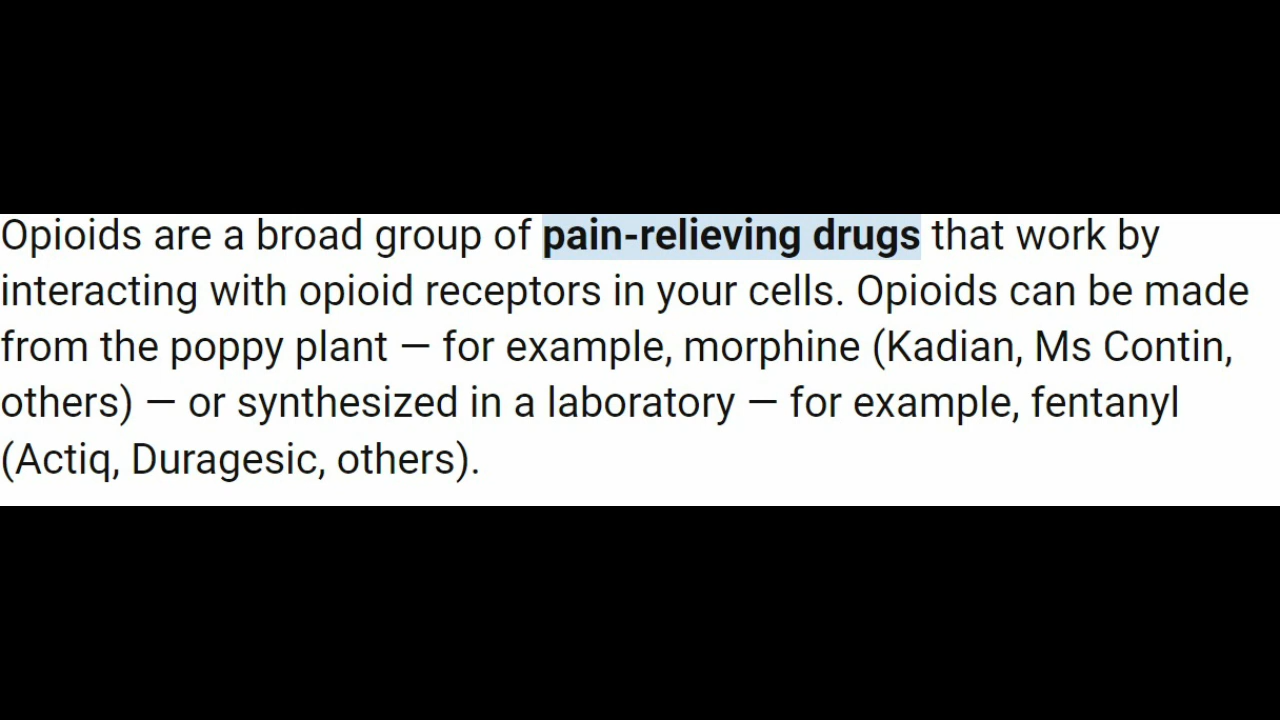 Opioids are a broad group of pain-relieving drugs that work by
interacting with opioid receptors in your cells. Opioids can be made
from the poppy plant — for example, morphine (Kadian, Ms Contin,
others) — or synthesized in a laboratory — for example, fentanyl
(Actiq, Duragesic, others).